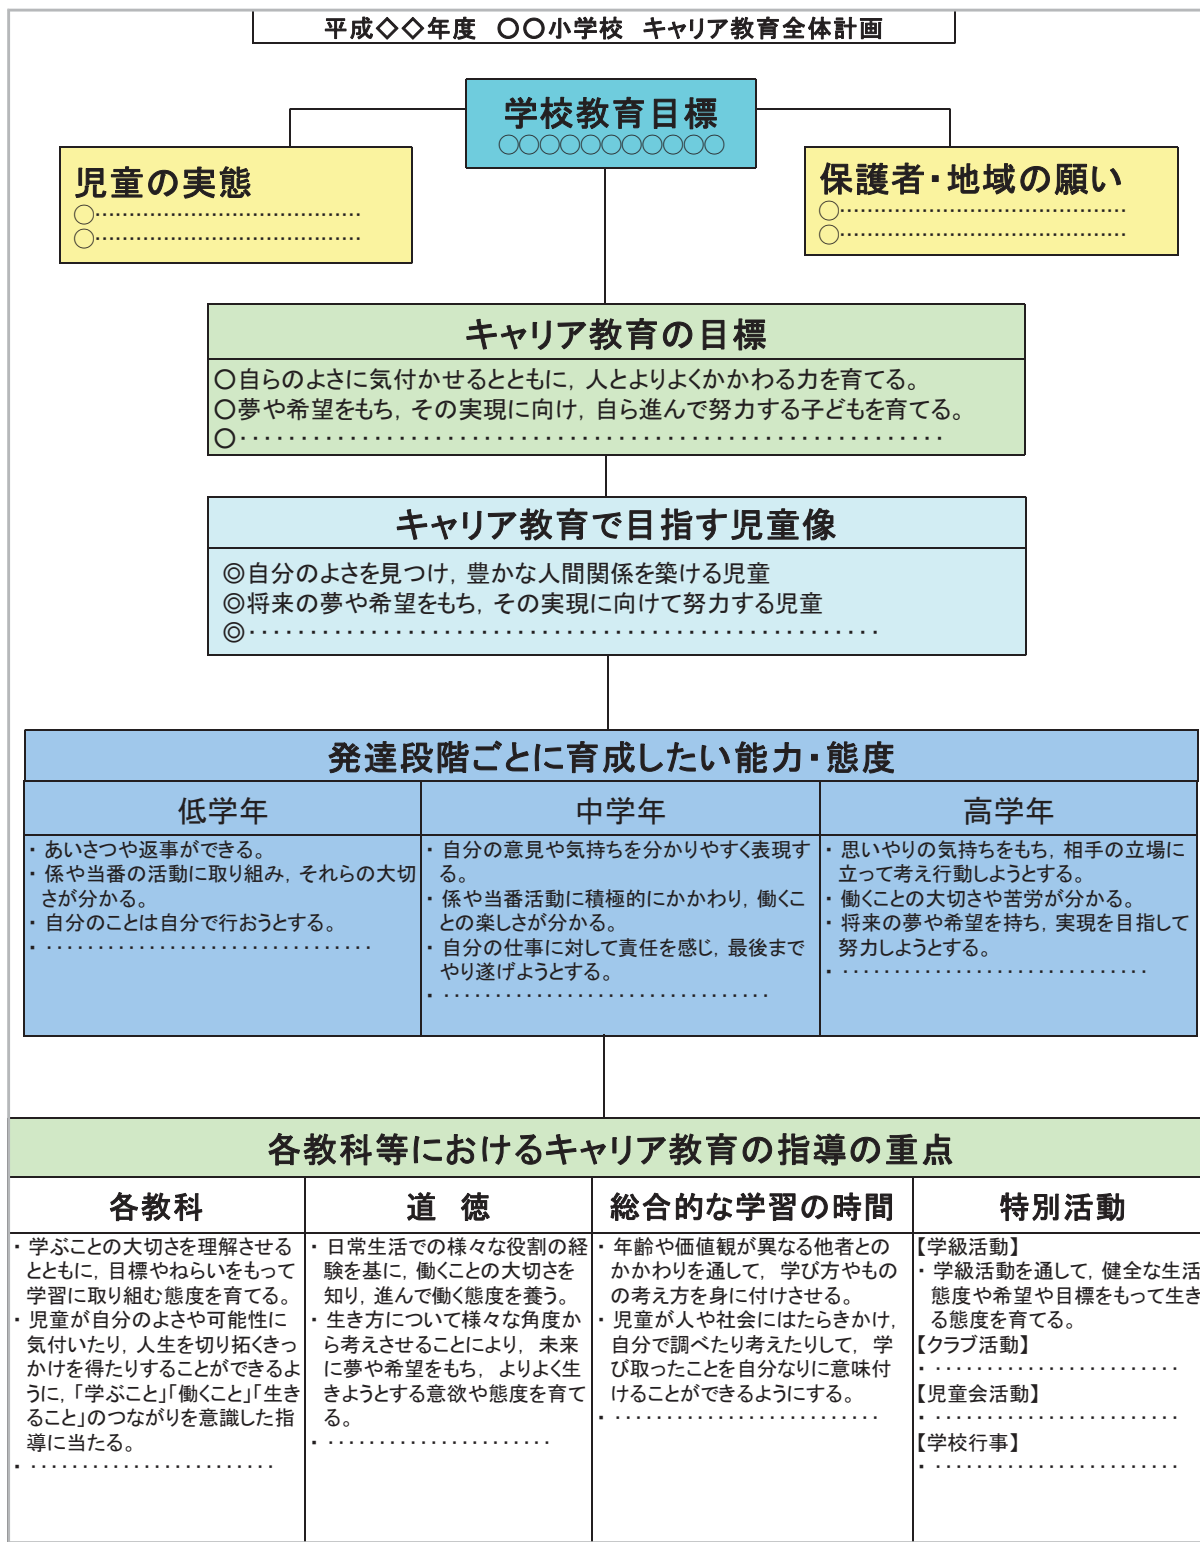 平成◇◇年度　〇〇小学校　キャリア教育全体計画
学校教育目標
○○○○○○○○○○○
児童の実態
○………………………………
○………………………………
保護者・地域の願い
○………………………………
○………………………………
キャリア教育の目標
○自らのよさに気付かせるとともに，人とよりよくかかわる力を育てる。
○夢や希望をもち，その実現に向け，自ら進んで努力する子どもを育てる。
○・・・・・・・・・・・・・・・・・・・・・・・・・・・・・・
キャリア教育で目指す児童像
◎自分のよさを見つけ，豊かな人間関係を築ける児童
◎将来の夢や希望をもち，その実現に向けて努力する児童
◎・・・・・・・・・・・・・・・・・・・・・・・・・・・・・・
発達段階ごとに育成したい能力・態度
低学年
・ あいさつや返事ができる。
・ 係や当番の活動に取り組み，それらの大切
さが分かる。
・ 自分のことは自分で行おうとする。
・ ・・・・・・・・・・・・・・・・・・・・・・・・
中学年
・ 自分の意見や気持ちを分かりやすく表現す
る。
・ 係や当番活動に積極的にかかわり，働くこ
との楽しさが分かる。
・ 自分の仕事に対して責任を感じ，最後まで
やり遂げようとする。
・ ・・・・・・・・・・・・・・・・・・・・・・・・
高学年
・ 思いやりの気持ちをもち，相手の立場に
立って考え行動しようとする。
・ 働くことの大切さや苦労が分かる。
・ 将来の夢や希望を持ち，実現を目指して
努力しようとする。
・ ・・・・・・・・・・・・・・・・・・・・・・・・
各教科等におけるキャリア教育の指導の重点
各教科
・ 学ぶことの大切さを理解させる
とともに，目標やねらいをもって
学習に取り組む態度を育てる。
・ 児童が自分のよさや可能性に
気付いたり，人生を切り拓くきっ
かけを得たりすることができるよ
うに，「学ぶこと」「働くこと」「生き
ること」のつながりを意識した指
導に当たる。
・ ・・・・・・・・・・・・・・・・・・
道　徳
・ 日常生活での様々な役割の経
験を基に，働くことの大切さを
知り，進んで働く態度を養う。
・ 生き方について様々な角度か
ら考えさせることにより，未来
に夢や希望をもち，よりよく生
きようとする意欲や態度を育て
る。
・ ・・・・・・・・・・・・・・・・・・
総合的な学習の時間
・ 年齢や価値観が異なる他者との
かかわりを通して，学び方やもの
の考え方を身に付けさせる。
・ 児童が人や社会にはたらきかけ，
自分で調べたり考えたりして，学
び取ったことを自分なりに意味付
けることができるようにする。
・ ・・・・・・・・・・・・・・・・・・
特別活動
【学級活動】
・ 学級活動を通して，健全な生活
態度や希望や目標をもって生き
る態度を育てる。
【クラブ活動】
・ ・・・・・・・・・・・・・・・・・・
【児童会活動】
・ ・・・・・・・・・・・・・・・・・・
【学校行事】
・ ・・・・・・・・・・・・・・・・・・